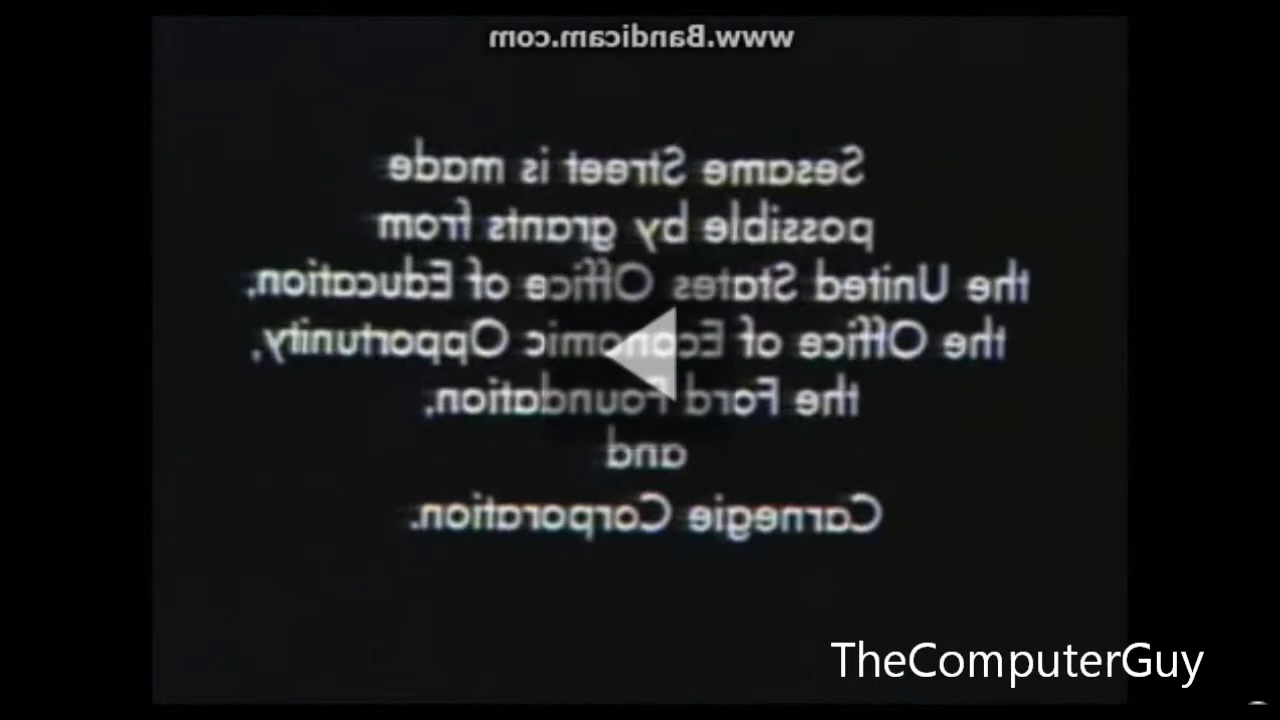 www.Bandicam.com
Sesame Street is made
possible by grants from
the United States Office of Education,
the Office of Economic Opportunity,
the Ford Foundation,
and
Carnegie Corporation.
TheComputerGuy